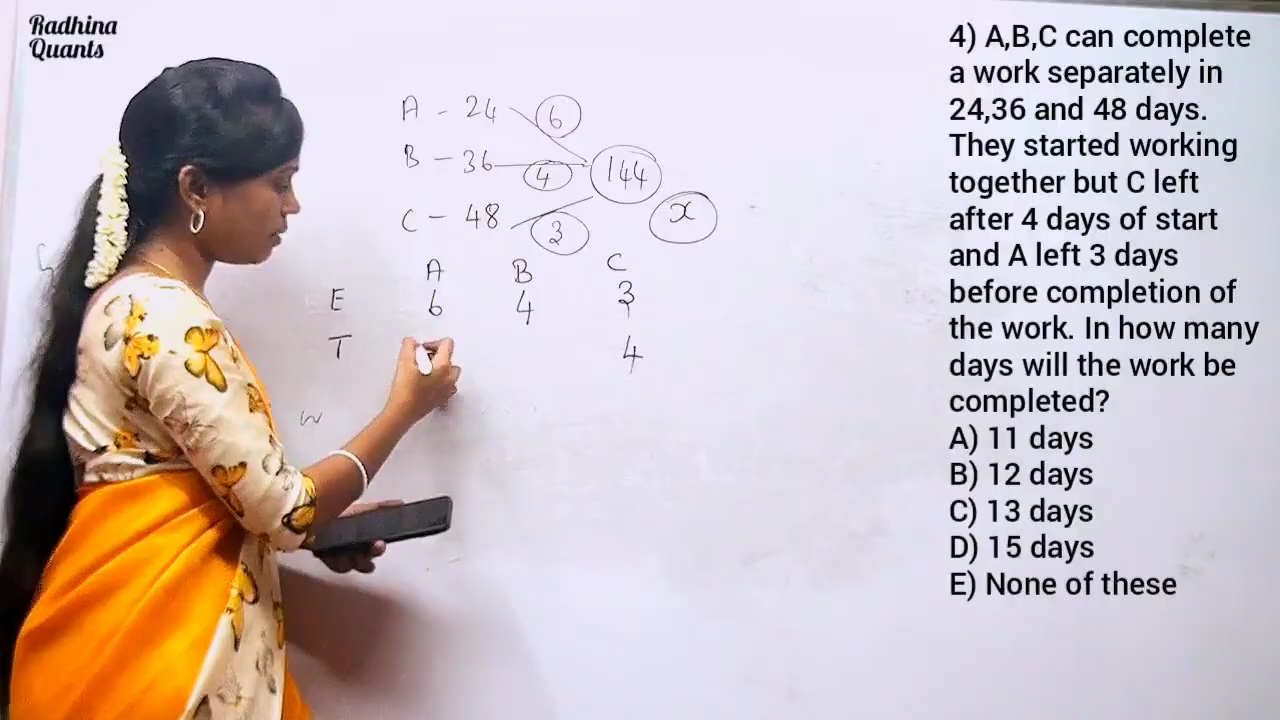 Radhina
Quants
A - 24 6
B - 36 4 144
C - 48 3 x
A B C
E 6 4 3
T 4
W
4) A,B,C can complete
a work separately in
24,36 and 48 days.
They started working
together but C left
after 4 days of start
and A left 3 days
before completion of
the work. In how many
days will the work be
completed?
A) 11 days
B) 12 days
C) 13 days
D) 15 days
E) None of these